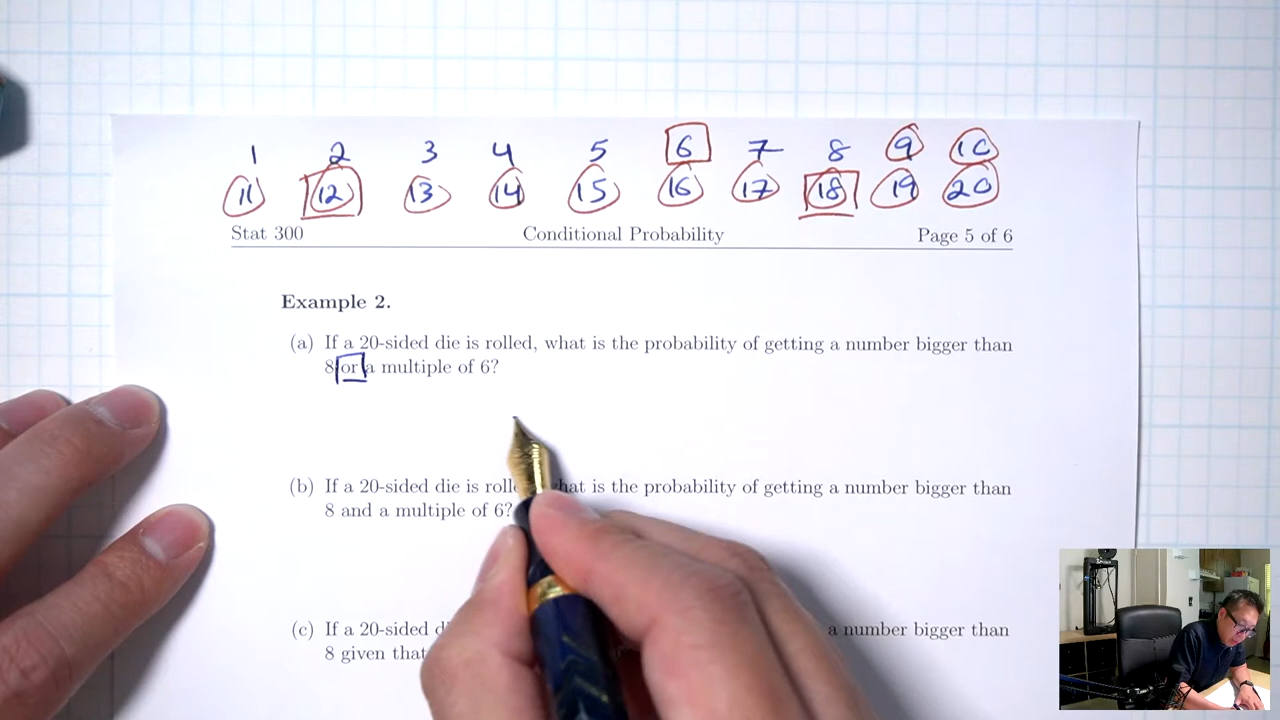 1 2 3 4 5 6 7 8 9 10
11 12 13 14 15 16 17 18 19 20
Stat 300 Conditional Probability Page 5 of 6
Example 2.
(a) If a 20-sided die is rolled, what is the probability of getting a number bigger than
8 or a multiple of 6?
(b) If a 20-sided die is what is the probability of getting a number bigger than
8 and a multiple of 6?
(c) If a 20-sided a number bigger than
8 given that